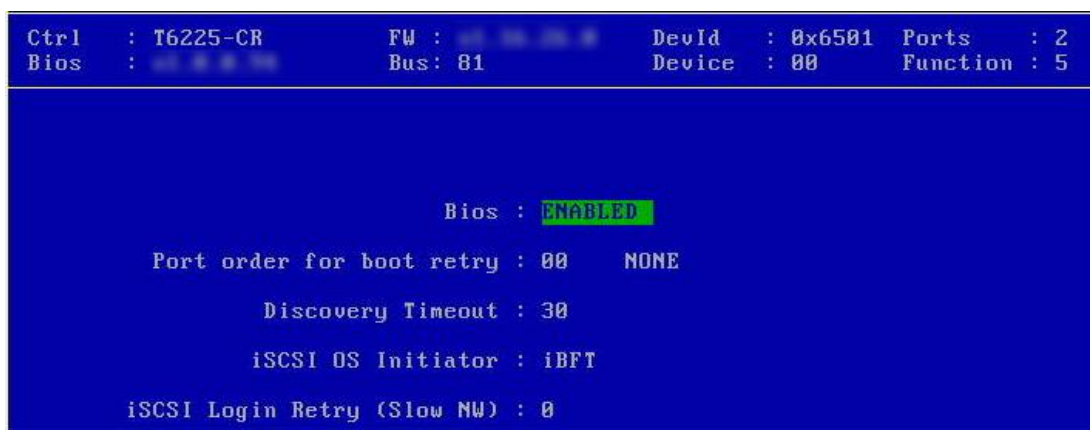 Ctrl : T6225-CR FW : DevId : 0x6501 Ports : 2
Bios : Bus: 81 Device : 00 Function : 5
Bios : ENABLED
Port order for boot retry : 00 NONE
Discovery Timeout : 30
iSCSI OS Initiator : iBFT
iSCSI Login Retry (Slow NW) : 0